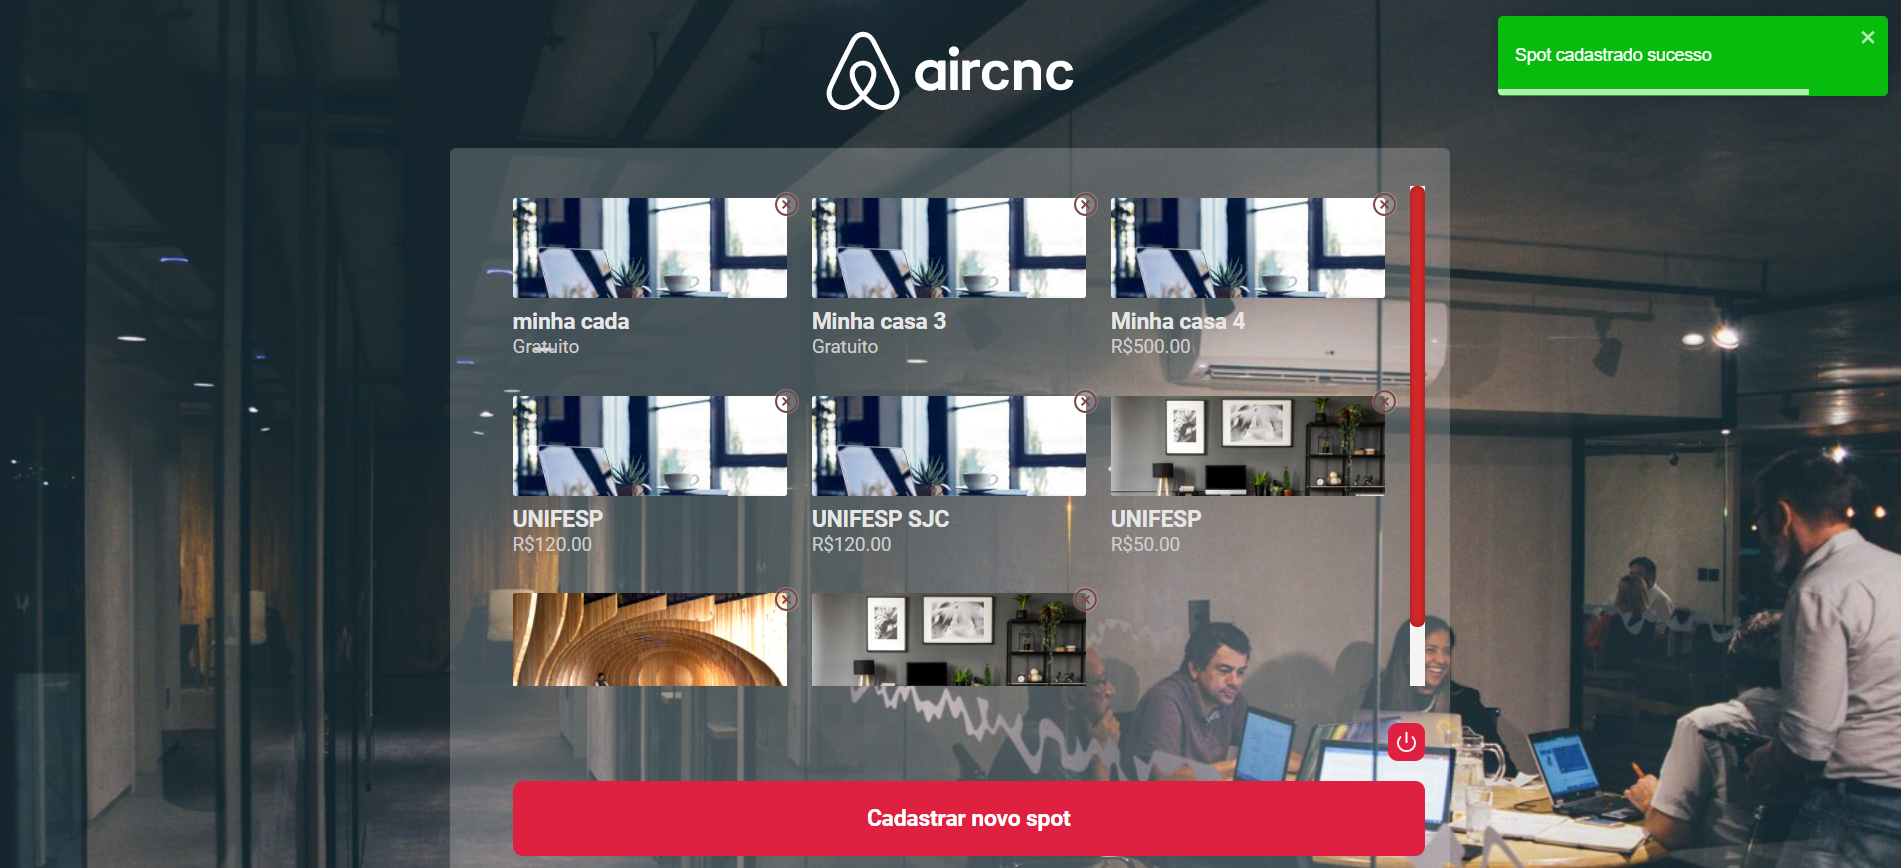 aircnc
Spot cadastrado sucesso
minha cada
Gratuito
Minha casa 3
Gratuito
Minha casa 4
R$500.00
UNIFESP
R$120.00
UNIFESP SJC
R$120.00
UNIFESP
R$50.00
Cadastrar novo spot